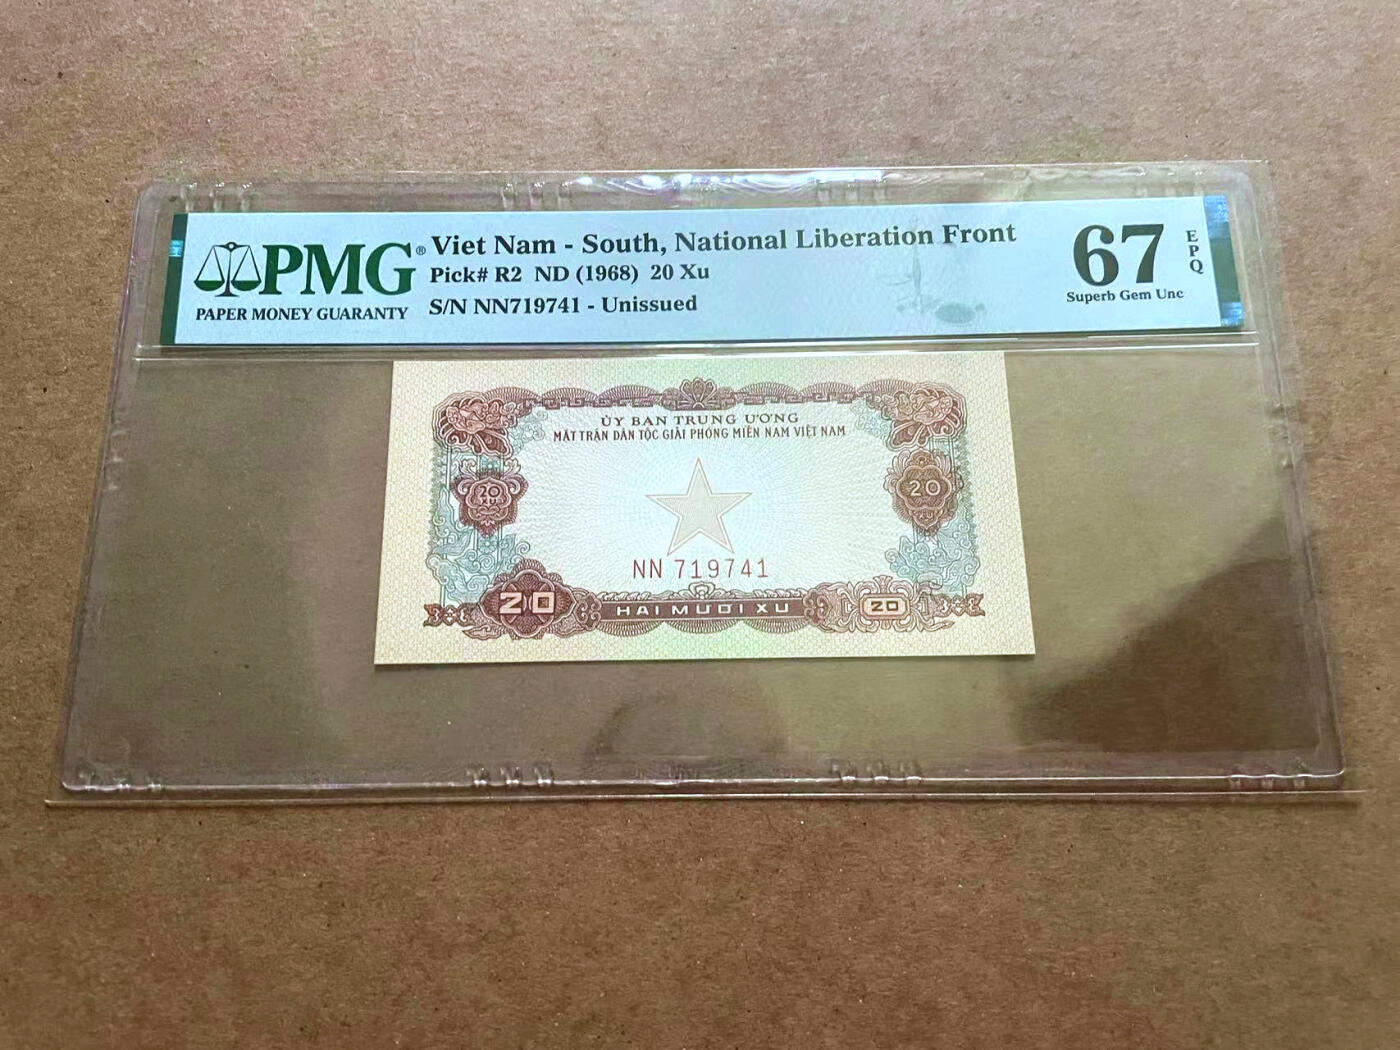 PMG®
PAPER MONEY GUARANTY
Viet Nam - South, National Liberation Front
Pick# R2 ND (1968) 20 Xu
S/N NN719741 - Unissued
67
EPQ
Superb Gem Unc
ỦY BAN TRUNG ƯƠNG
MẶT TRẬN DÂN TỘC GIẢI PHÓNG MIỀN NAM VIỆT NAM
20
XU
20
NN 719741
20
HAI MƯƠI XU
20